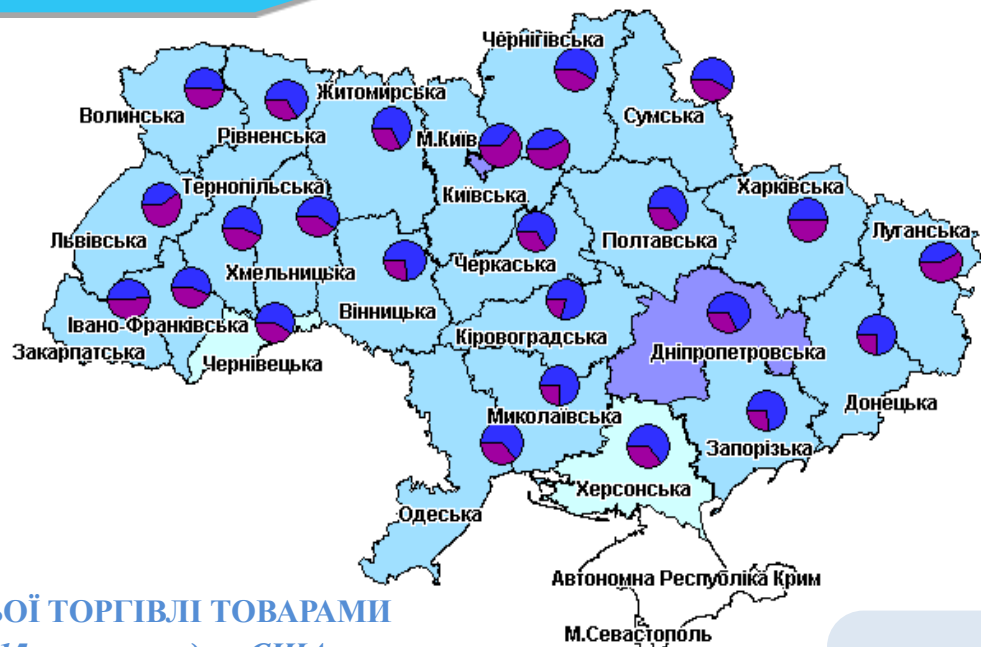 Чернігівська
Житомирська
Волинська
Сумська
Рівненська
М.Київ
Тернопільська
Харківська
Київська
Львівська
Полтавська
Луганська
Черкаська
Хмельницька
Вінницька
Івано-Франківська
Кіровоградська
Закарпатська
Дніпропетровська
Чернівецька
Донецька
Миколаївська
Запорізька
Херсонська
Одеська
Автономна Республіка Крим
ТОРГІВЛІ ТОВАРАМИ
М.Севастополь